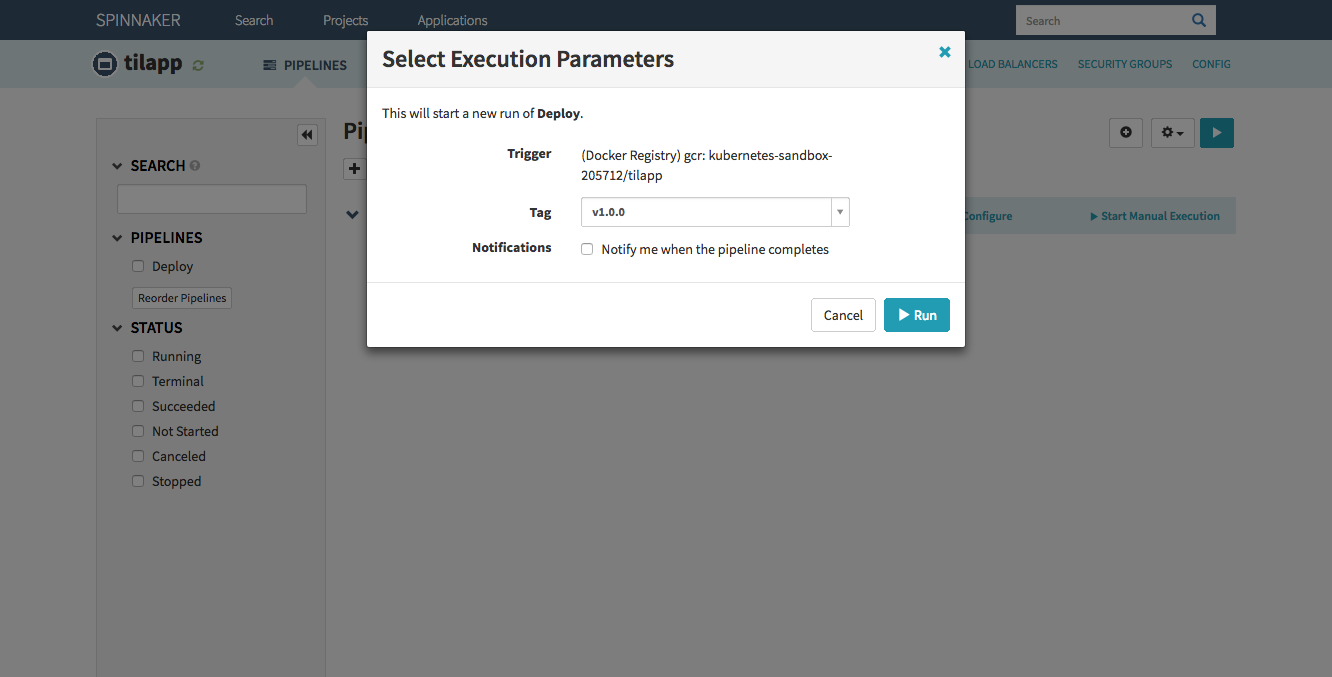 SPINNAKER Search Projects Applications Search
tilapp PIPELINES LOAD BALANCERS SECURITY GROUPS CONFIG
Select Execution Parameters
This will start a new run of Deploy.
Trigger (Docker Registry) gcr: kubernetes-sandbox-
205712/tilapp
Tag v1.0.0
Notifications Notify me when the pipeline completes
Cancel Run
SEARCH
PIPELINES
Deploy
Reorder Pipelines
STATUS
Running
Terminal
Succeeded
Not Started
Canceled
Stopped
Configure Start Manual Execution